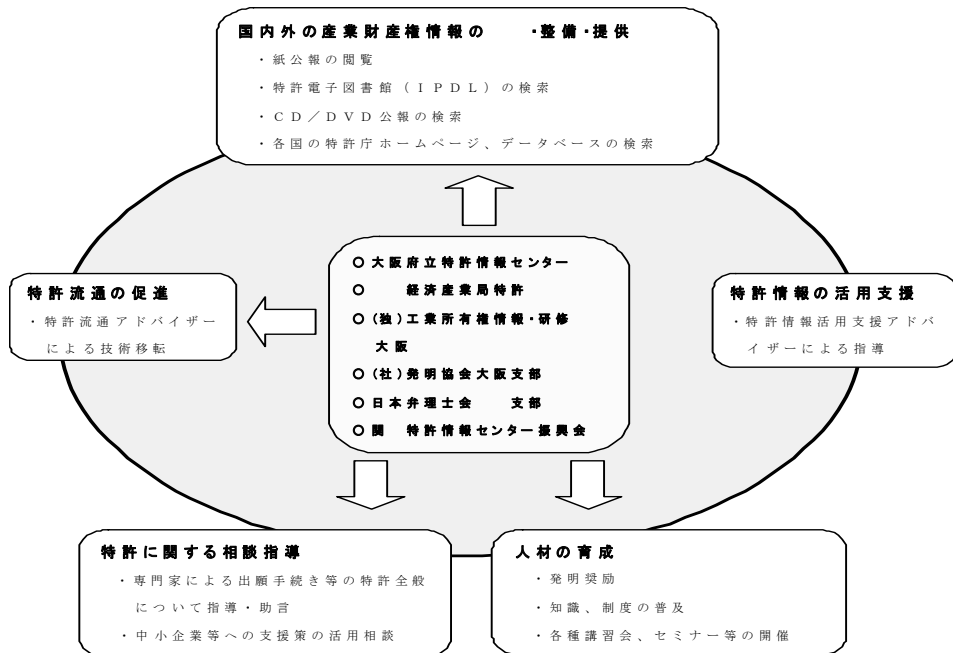 国内外の産業財産権情報の　　・整備・提供
・紙公報の閲覧
・特許電子図書館（ＩＰＤＬ）の検索
・ＣＤ／ＤＶＤ公報の検索
・各国の特許庁ホームページ、データベースの検索
○大阪府立特許情報センター
○　　経済産業局特許
○(独)工業所有権情報・研修
大阪
○(社)発明協会大阪支部
○日本弁理士会　　支部
○関　特許情報センター振興会
特許流通の促進
・特許流通アドバイザー
による技術移転
特許情報の活用支援
・特許情報活用支援アドバ
イザーによる指導
特許に関する相談指導
・専門家による出願手続き等の特許全般
について指導・助言
・中小企業等への支援策の活用相談
人材の育成
・発明奨励
・知識、制度の普及
・各種講習会、セミナー等の開催